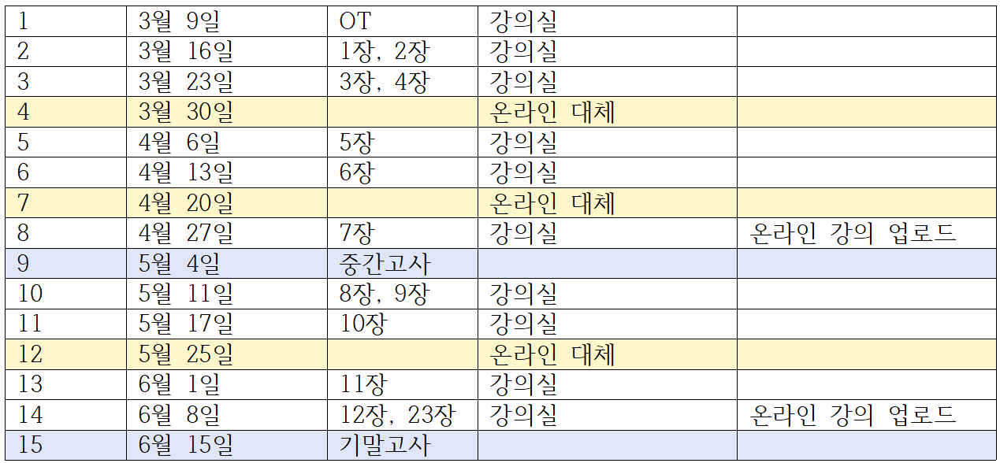 1 3월 9일 OT 강의실
2 3월 16일 1장, 2장 강의실
3 3월 23일 3장, 4장 강의실
4 3월 30일 온라인 대체
5 4월 6일 5장 강의실
6 4월 13일 6장 강의실
7 4월 20일 온라인 대체
8 4월 27일 7장 강의실 온라인 강의 업로드
9 5월 4일 중간고사
10 5월 11일 8장, 9장 강의실
11 5월 17일 10장 강의실
12 5월 25일 온라인 대체
13 6월 1일 11장 강의실
14 6월 8일 12장, 23장 강의실 온라인 강의 업로드
15 6월 15일 기말고사